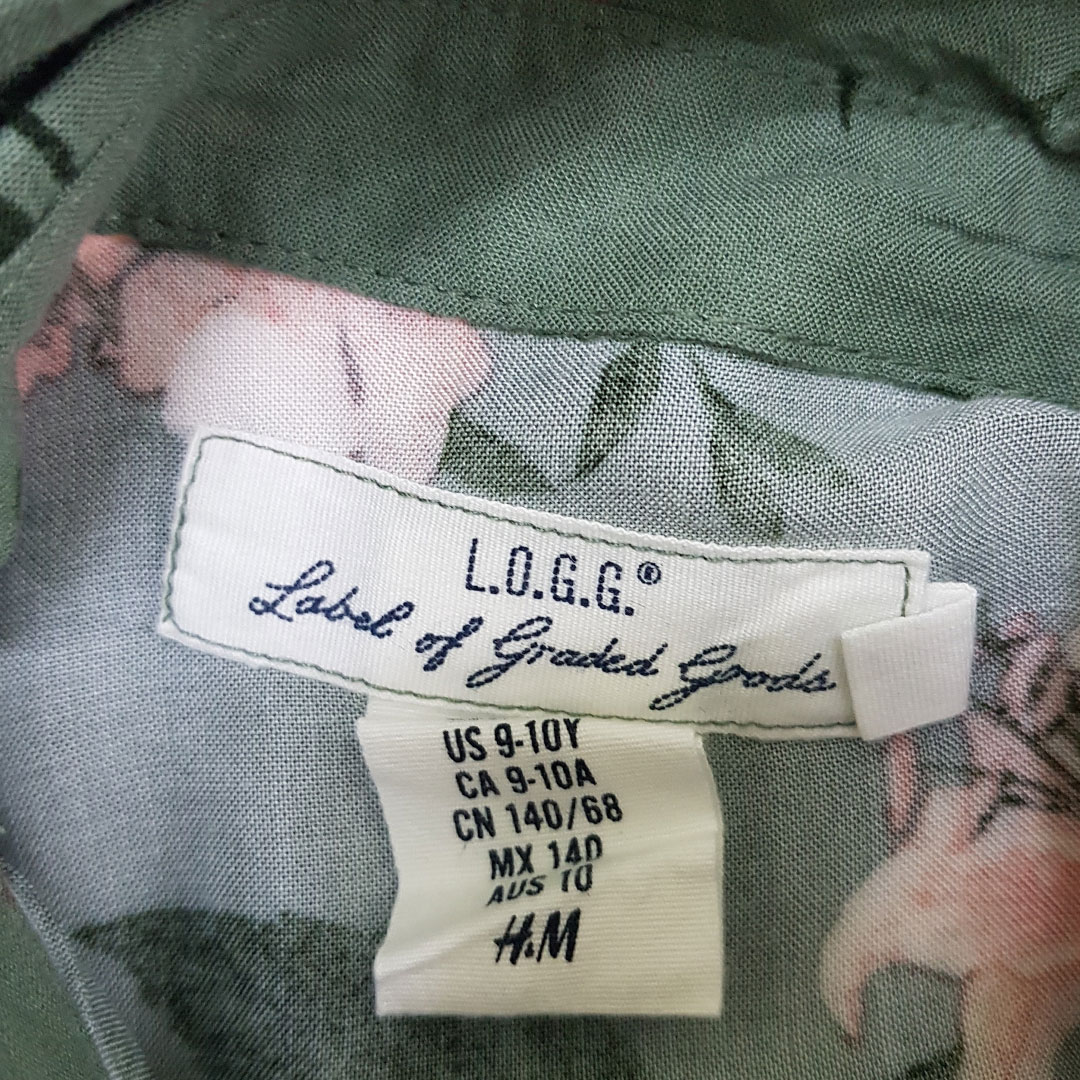 L.O.G.G.®
Label of Graded Goods
US 9-10Y
CA 9-10A
CN 140/68
MX 140
AUS 10
H&M